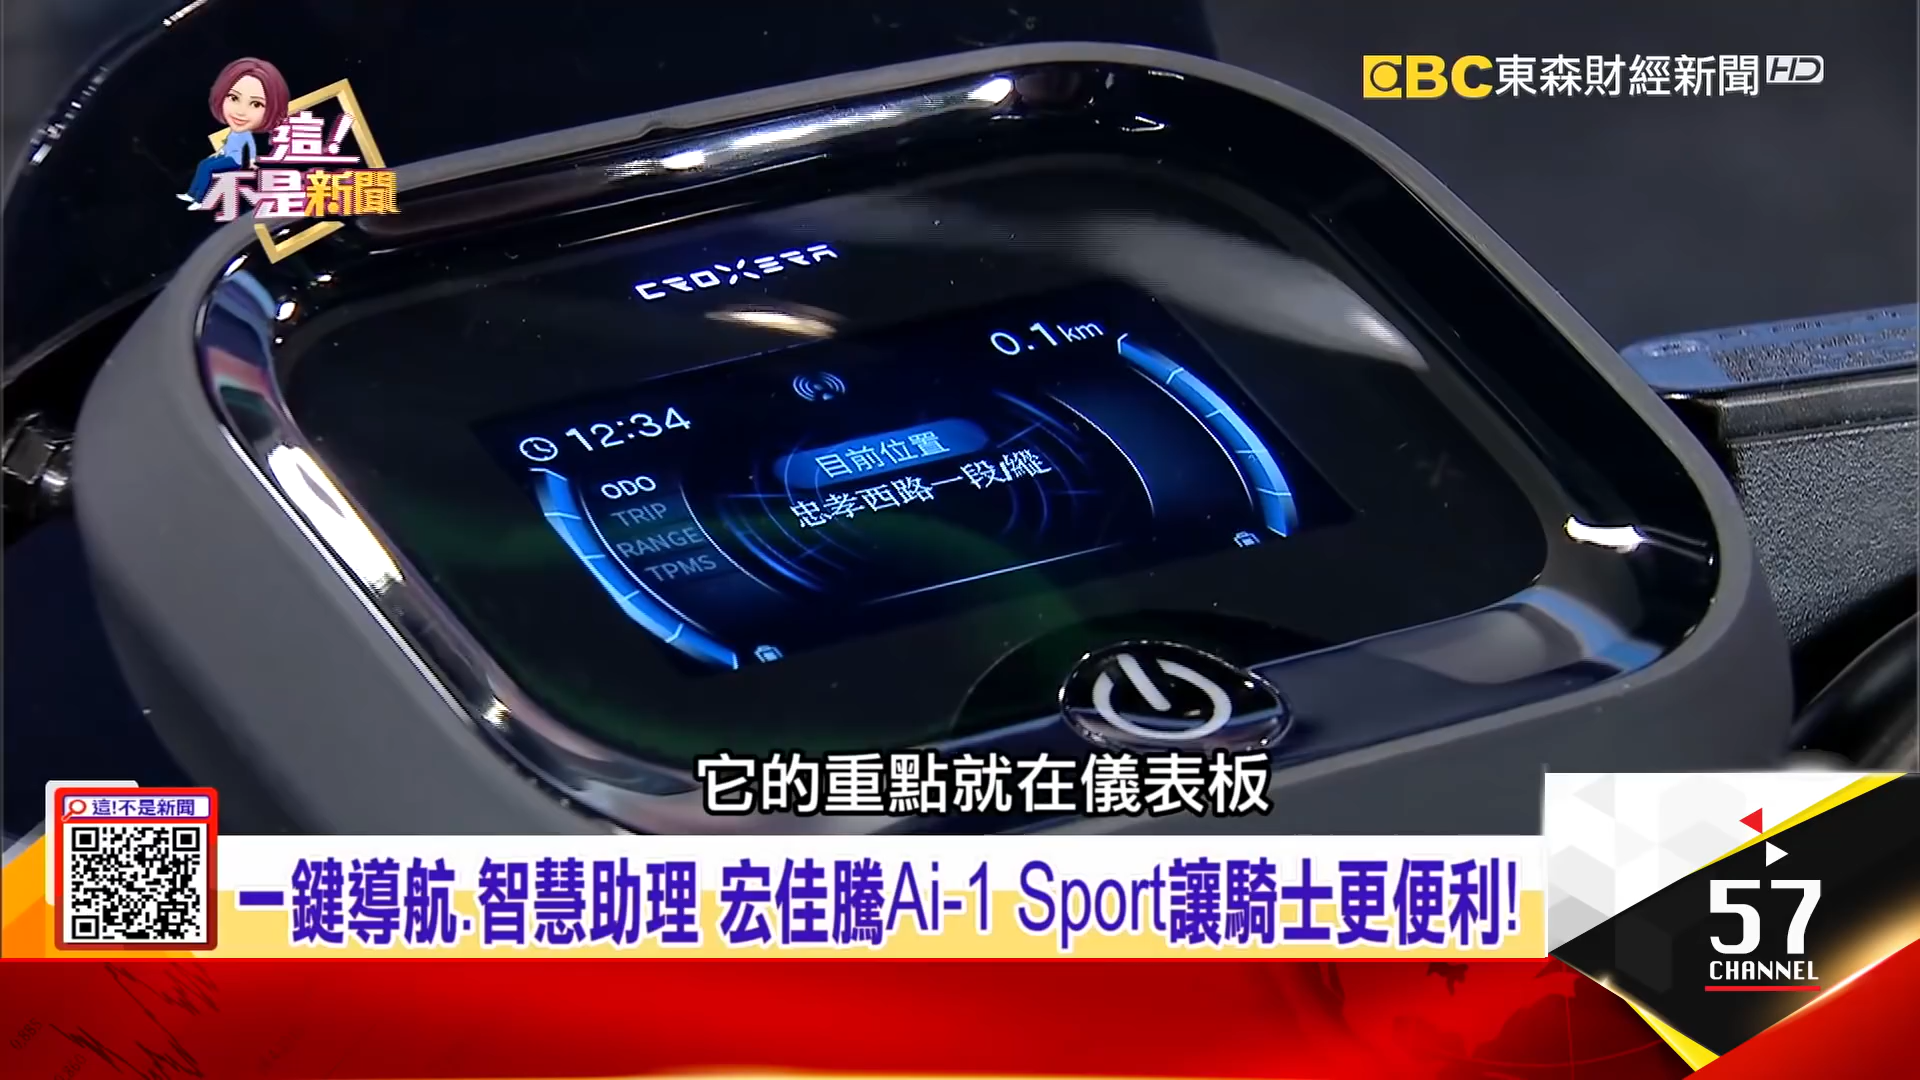 EBC東森財經新聞HD
這!
不是新聞
CROXERA
0.1km
12:34
目前位置
忠孝西路一段/縱
ODO
TRIP
RANGE
TPMS
它的重點就在儀表板
這!不是新聞
一鍵導航.智慧助理 宏佳騰Ai-1 Sport讓騎士更便利!
57
CHANNEL